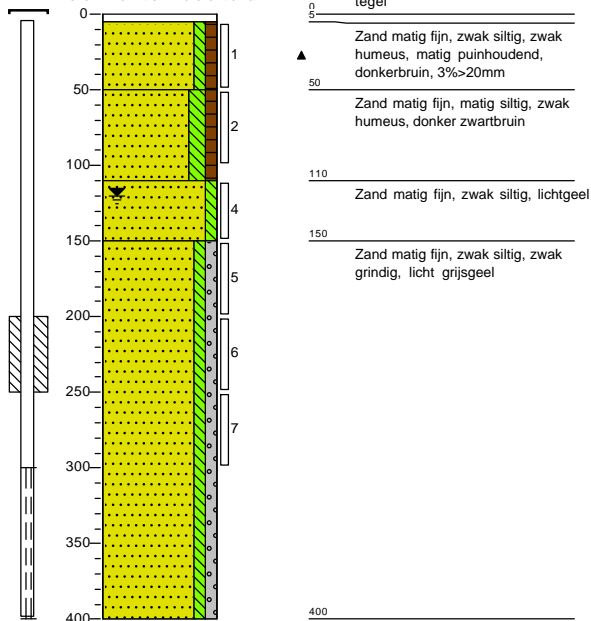 tegel
0
5
Zand matig fijn, zwak siltig, zwak
humeus, matig puinhoudend,
donkerbruin, 3%>20mm
50
Zand matig fijn, matig siltig, zwak
humeus, donker zwartbruin
110
Zand matig fijn, zwak siltig, lichtgeel
150
Zand matig fijn, zwak siltig, zwak
grindig, licht grijsgeel
400
0
50
100
150
200
250
300
350
400
1
2
4
5
6
7